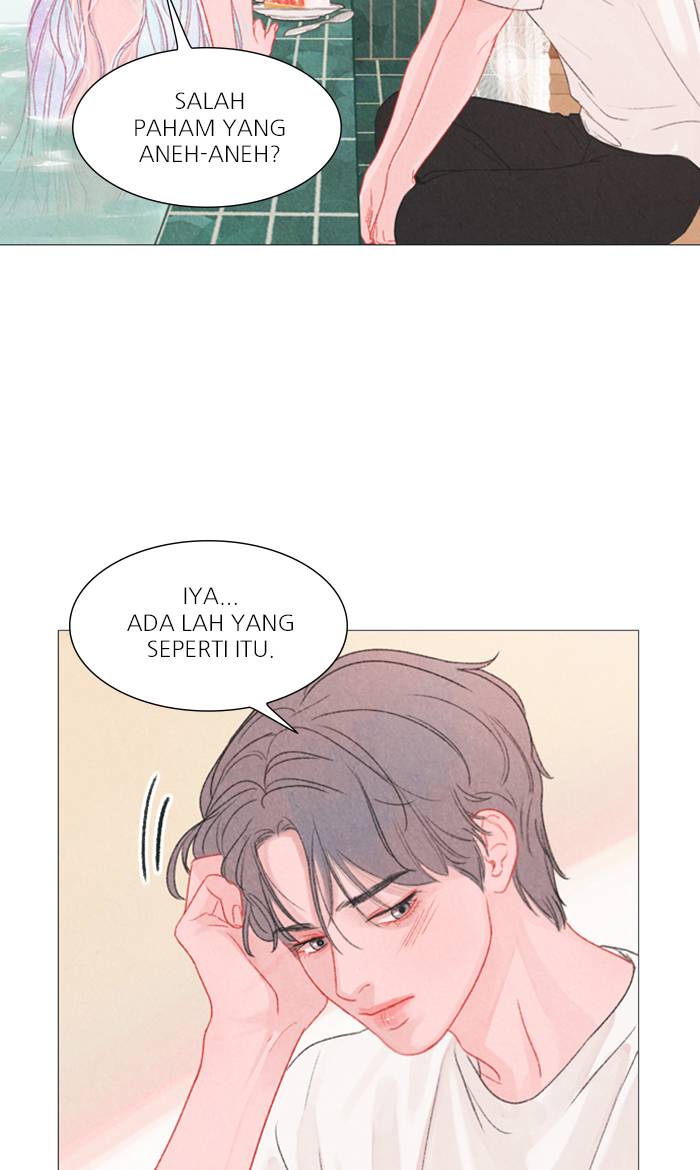 SALAH
PAHAM YANG
ANEH-ANEH?
IYA...
ADA LAH YANG
SEPERTI ITU.